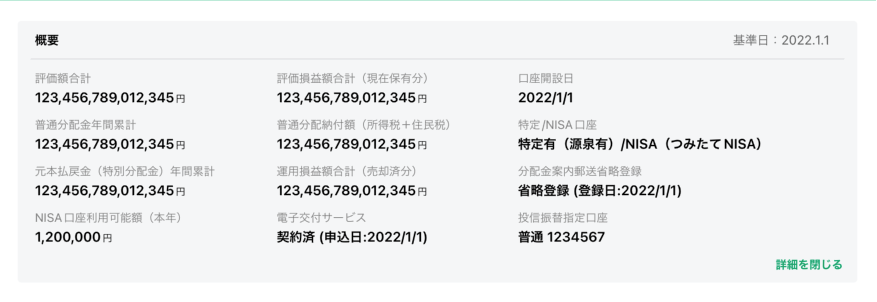 概要 基準日：2022.1.1
評価額合計 評価損益額合計（現在保有分） 口座開設日
123,456,789,012,345円 123,456,789,012,345円 2022/1/1
普通分配金年間累計 普通分配納付額（所得税＋住民税） 特定/NISA口座
123,456,789,012,345円 123,456,789,012,345円 特定有（源泉有）/NISA（つみたてNISA）
元本払戻金（特別分配金）年間累計 運用損益額合計（売却済分） 分配金案内郵送省略登録
123,456,789,012,345円 123,456,789,012,345円 省略登録 (登録日:2022/1/1)
NISA口座利用可能額（本年） 電子交付サービス 投信振替指定口座
1,200,000円 契約済 (申込日:2022/1/1) 普通 1234567
詳細を閉じる